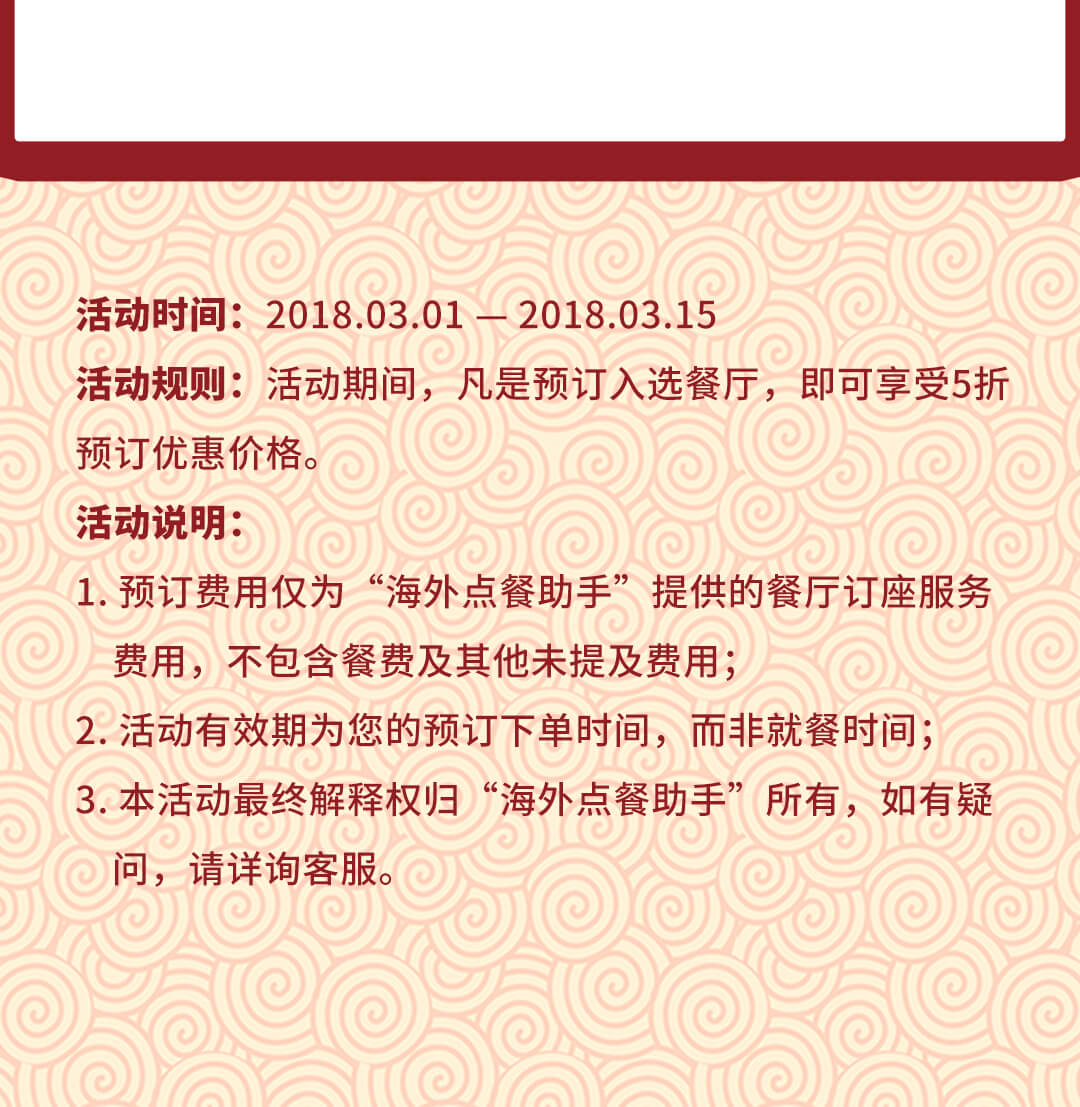 活动时间：2018.03.01 — 2018.03.15
活动规则：活动期间，凡是预订入选餐厅，即可享受5折
预订优惠价格。
活动说明：
1. 预订费用仅为“海外点餐助手”提供的餐厅订座服务
费用，不包含餐费及其他未提及费用；
2. 活动有效期为您的预订下单时间，而非就餐时间；
3. 本活动最终解释权归“海外点餐助手”所有，如有疑
问，请详询客服。